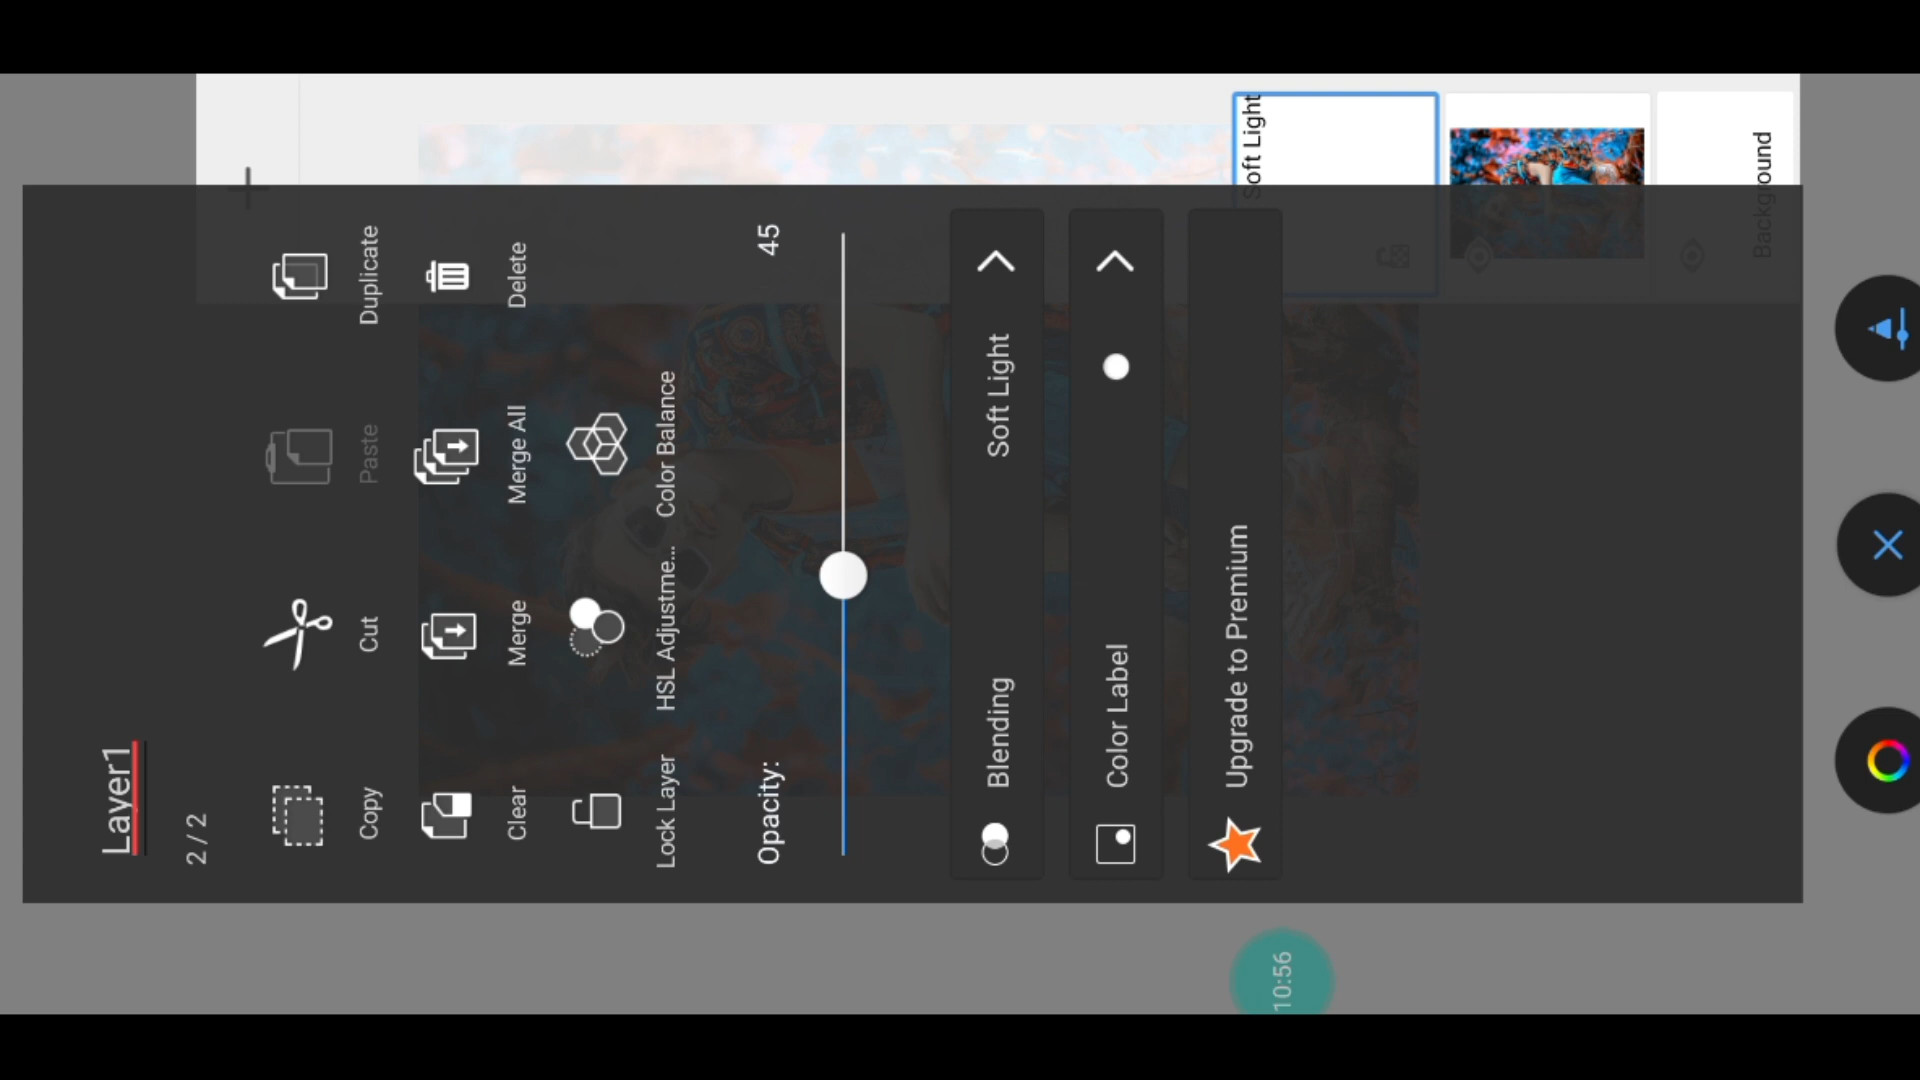 Layer1
2 / 2
Copy
Cut
Paste
Duplicate
Clear
Merge
Merge All
Delete
Lock Layer
HSL Adjustme...
Color Balance
Opacity:
45
Blending
Soft Light
Color Label
Upgrade to Premium
Soft Light
Background
10:56